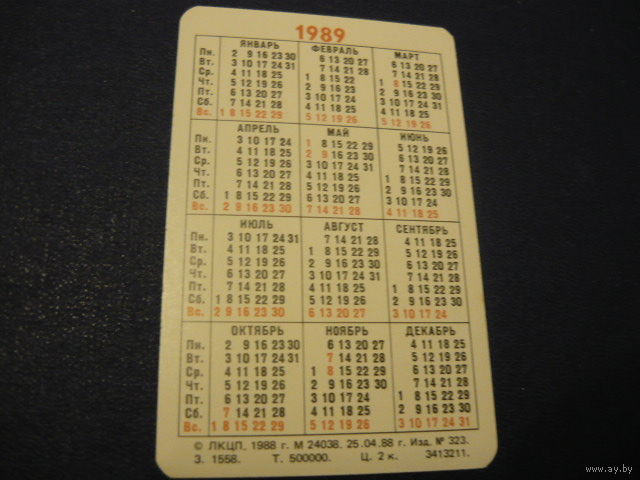 1989
ЯНВАРЬ ФЕВРАЛЬ МАРТ
Пн. 2 9 16 23 30 6 13 20 27 6 13 20 27
Вт. 3 10 17 24 31 7 14 21 28 7 14 21 28
Ср. 4 11 18 25 1 8 15 22 1 8 15 22 29
Чт. 5 12 19 26 2 9 16 23 2 9 16 23 30
Пт. 6 13 20 27 3 10 17 24 3 10 17 24 31
Сб. 7 14 21 28 4 11 18 25 4 11 18 25
Вс. 1 8 15 22 29 5 12 19 26 5 12 19 26
АПРЕЛЬ МАЙ ИЮНЬ
Пн. 3 10 17 24 1 8 15 22 29 5 12 19 26
Вт. 4 11 18 25 2 9 16 23 30 6 13 20 27
Ср. 5 12 19 26 3 10 17 24 31 7 14 21 28
Чт. 6 13 20 27 4 11 18 25 1 8 15 22 29
Пт. 7 14 21 28 5 12 19 26 2 9 16 23 30
Сб. 1 8 15 22 29 6 13 20 27 3 10 17 24
Вс. 2 9 16 23 30 7 14 21 28 4 11 18 25
ИЮЛЬ АВГУСТ СЕНТЯБРЬ
Пн. 3 10 17 24 31 7 14 21 28 4 11 18 25
Вт. 4 11 18 25 1 8 15 22 29 5 12 19 26
Ср. 5 12 19 26 2 9 16 23 30 6 13 20 27
Чт. 6 13 20 27 3 10 17 24 31 7 14 21 28
Пт. 7 14 21 28 4 11 18 25 1 8 15 22 29
Сб. 1 8 15 22 29 5 12 19 26 2 9 16 23 30
Вс. 2 9 16 23 30 6 13 20 27 3 10 17 24
ОКТЯБРЬ НОЯБРЬ ДЕКАБРЬ
Пн. 2 9 16 23 30 6 13 20 27 4 11 18 25
Вт. 3 10 17 24 31 7 14 21 28 5 12 19 26
Ср. 4 11 18 25 1 8 15 22 29 6 13 20 27
Чт. 5 12 19 26 2 9 16 23 30 7 14 21 28
Пт. 6 13 20 27 3 10 17 24 1 8 15 22 29
Сб. 7 14 21 28 4 11 18 25 2 9 16 23 30
Вс. 1 8 15 22 29 5 12 19 26 3 10 17 24 31
© ЛКЦП, 1988 г. М 24038. 25.04.88 г. Изд. № 323.
З. 1558. Т. 500000. Ц. 2 к. 3413211.
www.ay.by